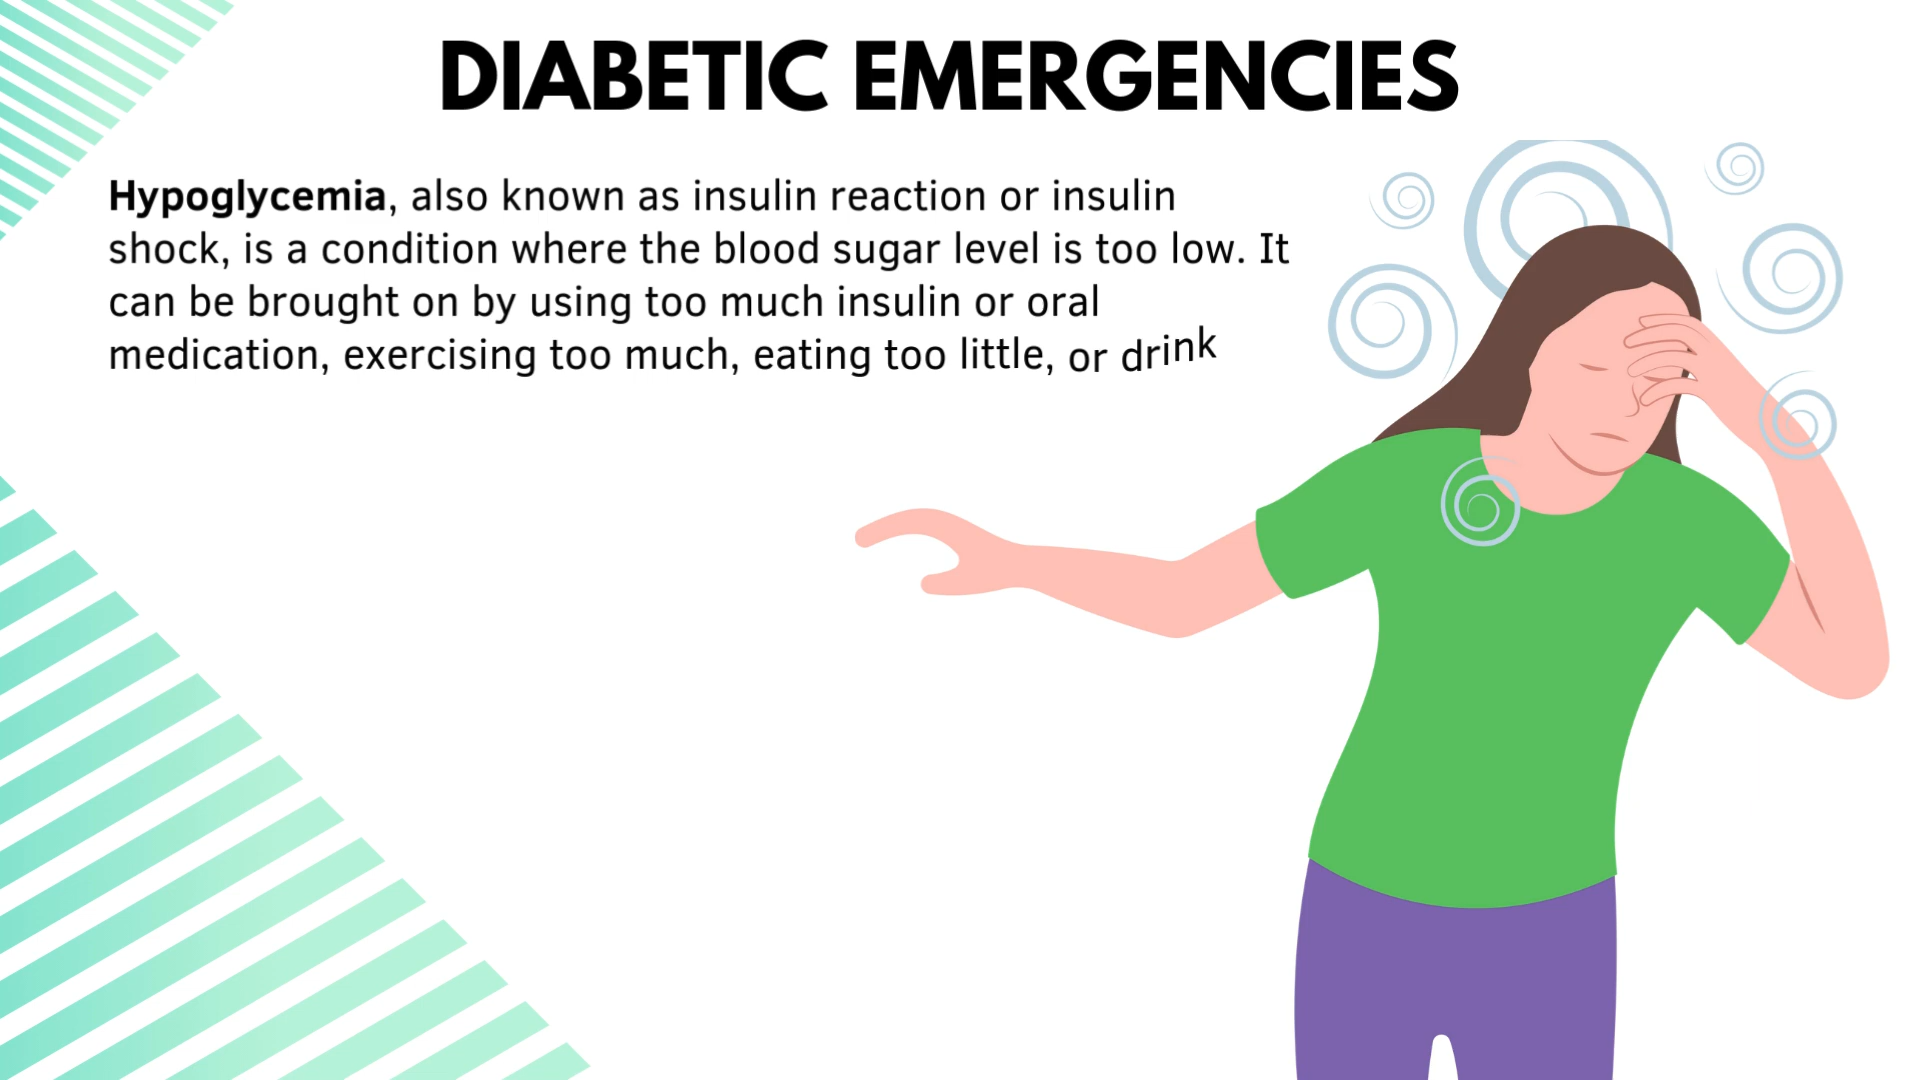 DIABETIC EMERGENCIES
Hypoglycemia, also known as insulin reaction or insulin
shock, is a condition where the blood sugar level is too low. It
can be brought on by using too much insulin or oral
medication, exercising too much, eating too little, or drink